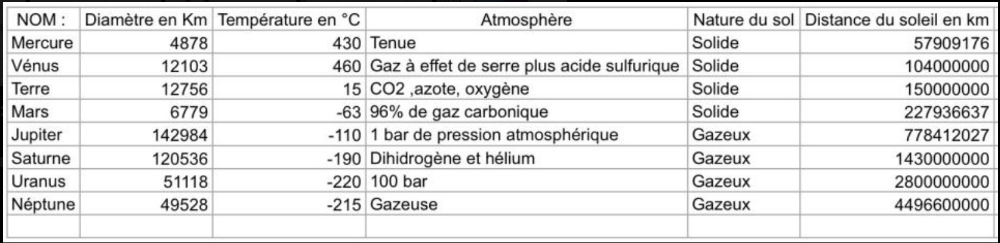 NOM : Diamètre en Km Température en °C Atmosphère Nature du sol Distance du soleil en km
Mercure 4878 430 Tenue Solide 57909176
Vénus 12103 460 Gaz à effet de serre plus acide sulfurique Solide 104000000
Terre 12756 15 CO2 ,azote, oxygène Solide 150000000
Mars 6779 -63 96% de gaz carbonique Solide 227936637
Jupiter 142984 -110 1 bar de pression atmosphérique Gazeux 778412027
Saturne 120536 -190 Dihidrogène et hélium Gazeux 1430000000
Uranus 51118 -220 100 bar Gazeux 2800000000
Néptune 49528 -215 Gazeuse Gazeux 4496600000